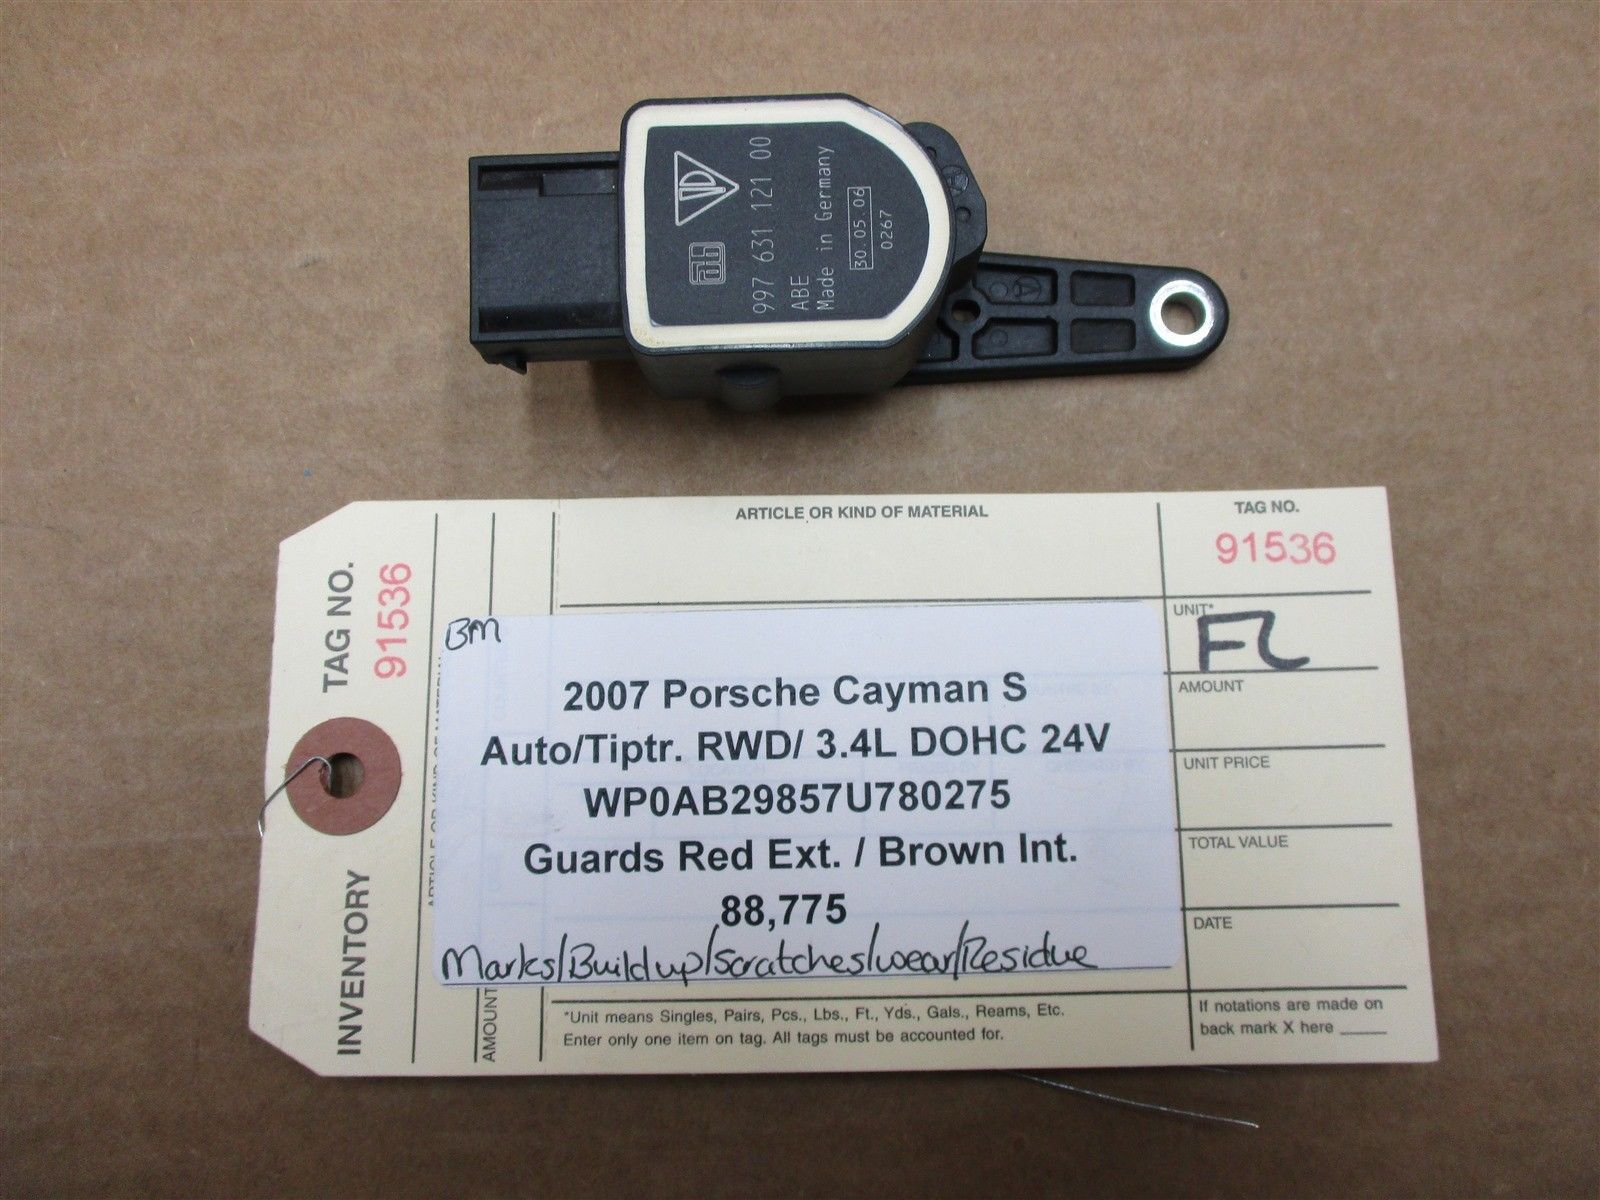 997 631 121 00
ABE
Made in Germany
30.05.06
0267
TAG NO.
91536
INVENTORY
AMOUNT
ARTICLE OR KIND OF MATERIAL
TAG NO.
91536
UNIT*
FL
AMOUNT
UNIT PRICE
TOTAL VALUE
DATE
If notations are made on
back mark X here
BM
2007 Porsche Cayman S
Auto/Tiptr. RWD/ 3.4L DOHC 24V
WP0AB29857U780275
Guards Red Ext. / Brown Int.
88,775
Marks/Buildup/Scratches/wear/Residue
*Unit means Singles, Pairs, Pcs., Lbs., Ft., Yds., Gals., Reams, Etc.
Enter only one item on tag. All tags must be accounted for.